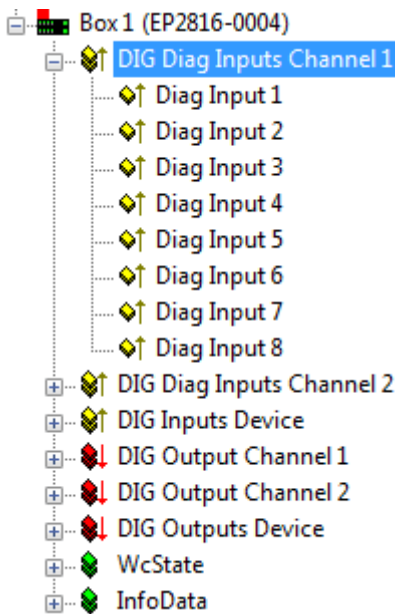 Box 1 (EP2816-0004)
DIG Diag Inputs Channel 1
Diag Input 1
Diag Input 2
Diag Input 3
Diag Input 4
Diag Input 5
Diag Input 6
Diag Input 7
Diag Input 8
DIG Diag Inputs Channel 2
DIG Inputs Device
DIG Output Channel 1
DIG Output Channel 2
DIG Outputs Device
WcState
InfoData